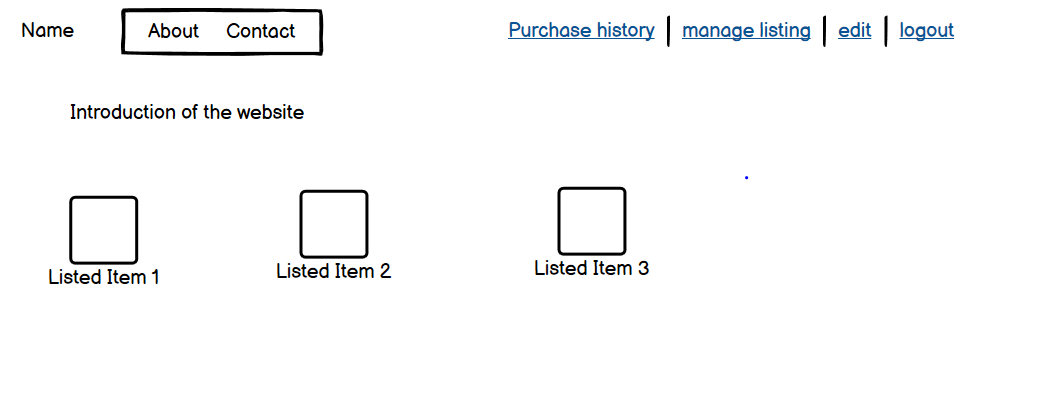 Name About Contact Purchase history manage listing edit logout
Introduction of the website
Listed Item 1 Listed Item 2 Listed Item 3